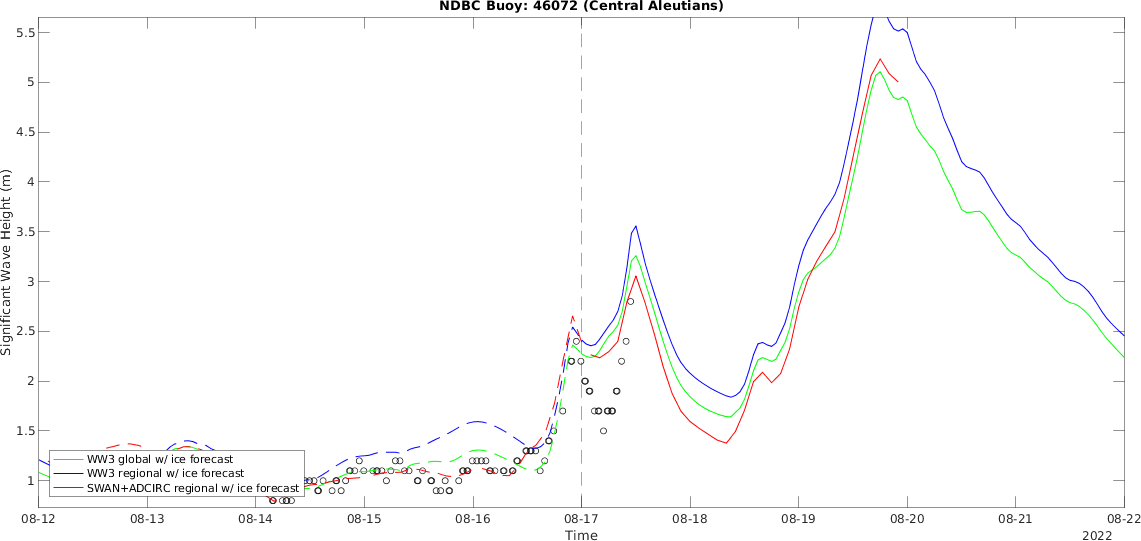 NDBC Buoy: 46072 (Central Aleutians)
5.5
5
4.5
4
3.5
3
2.5
2
1.5
1
Significant Wave Height (m)
WW3 global w/ ice forecast
WW3 regional w/ ice forecast
SWAN+ADCIRC regional w/ ice forecast
08-12 08-13 08-14 08-15 08-16 08-17 08-18 08-19 08-20 08-21 08-22
Time
2022